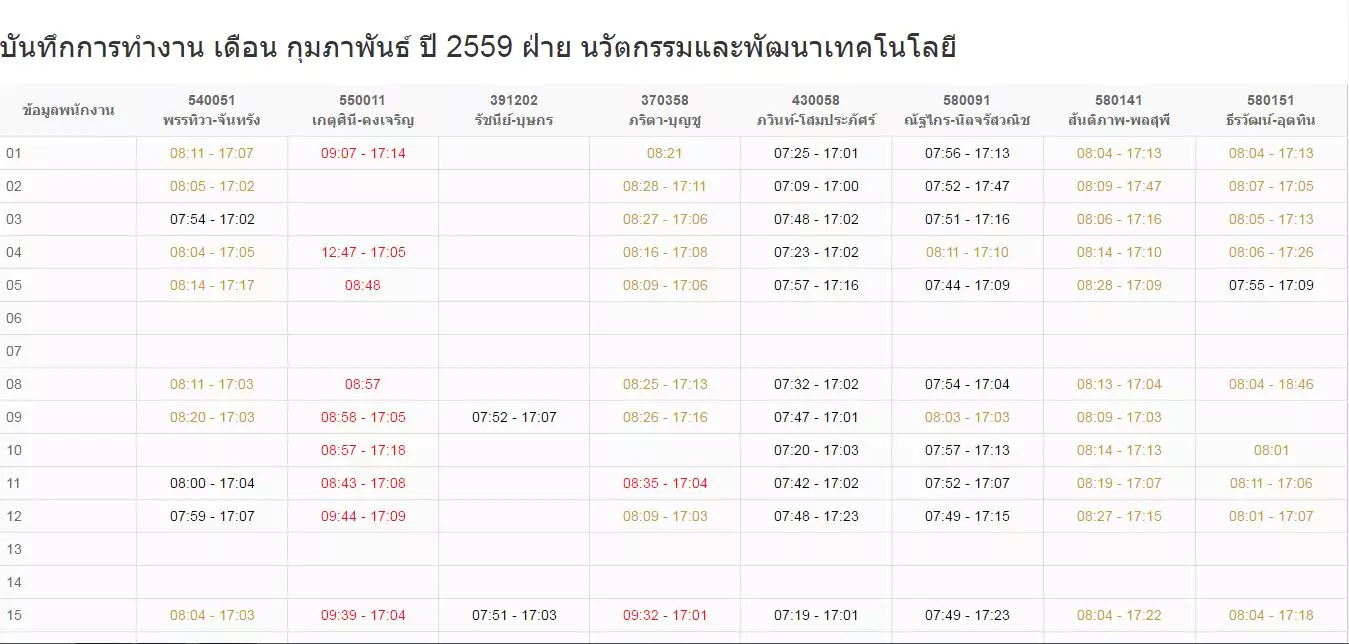 บันทึกการทำงาน เดือน กุมภาพันธ์ ปี 2559 ฝ่าย นวัตกรรมและพัฒนาเทคโนโลยี
ข้อมูลพนักงาน 540051 550011 391202 370358 430058 580091 580141 580151
พรรทิวา-จันทรัง เกตุศินี-คงเจริญ รัชนีย์-บุษกร ภริตา-บุญชู ภวินท์-โสมประภัศร์ ณัฐไกร-นิลจรัสวณิช สันติภาพ-พลสุพี ธีรวัฒน์-อุตทิน
01 08:11 - 17:07 09:07 - 17:14 08:21 07:25 - 17:01 07:56 - 17:13 08:04 - 17:13 08:04 - 17:13
02 08:05 - 17:02 08:28 - 17:11 07:09 - 17:00 07:52 - 17:47 08:09 - 17:47 08:07 - 17:05
03 07:54 - 17:02 08:27 - 17:06 07:48 - 17:02 07:51 - 17:16 08:06 - 17:16 08:05 - 17:13
04 08:04 - 17:05 12:47 - 17:05 08:16 - 17:08 07:23 - 17:02 08:11 - 17:10 08:14 - 17:10 08:06 - 17:26
05 08:14 - 17:17 08:48 08:09 - 17:06 07:57 - 17:16 07:44 - 17:09 08:28 - 17:09 07:55 - 17:09
06
07
08 08:11 - 17:03 08:57 08:25 - 17:13 07:32 - 17:02 07:54 - 17:04 08:13 - 17:04 08:04 - 18:46
09 08:20 - 17:03 08:58 - 17:05 07:52 - 17:07 08:26 - 17:16 07:47 - 17:01 08:03 - 17:03 08:09 - 17:03
10 08:57 - 17:18 07:20 - 17:03 07:57 - 17:13 08:14 - 17:13 08:01
11 08:00 - 17:04 08:43 - 17:08 08:35 - 17:04 07:42 - 17:02 07:52 - 17:07 08:19 - 17:07 08:11 - 17:06
12 07:59 - 17:07 09:44 - 17:09 08:09 - 17:03 07:48 - 17:23 07:49 - 17:15 08:27 - 17:15 08:01 - 17:07
13
14
15 08:04 - 17:03 09:39 - 17:04 07:51 - 17:03 09:32 - 17:01 07:19 - 17:01 07:49 - 17:23 08:04 - 17:22 08:04 - 17:18